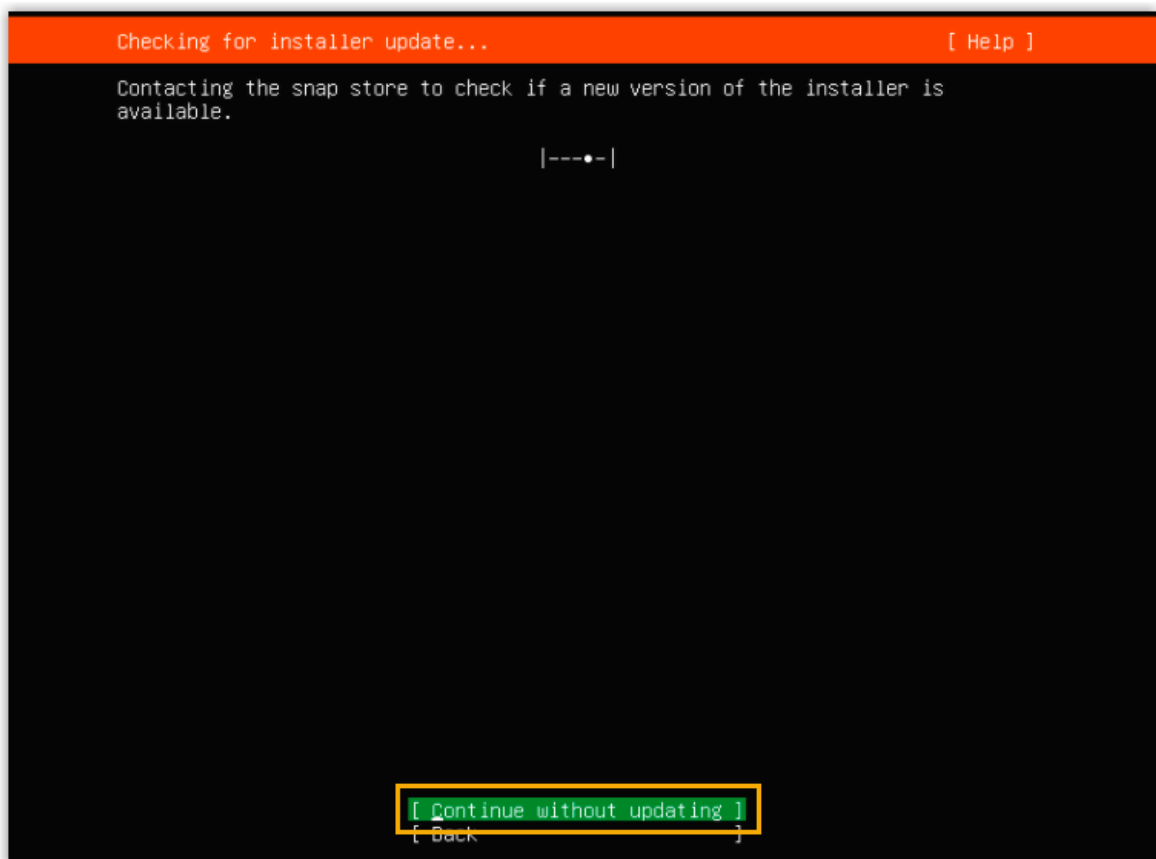 Checking for installer update... [ Help ]
Contacting the snap store to check if a new version of the installer is
available.
|---•-|
[ Continue without updating ]
[ Back ]